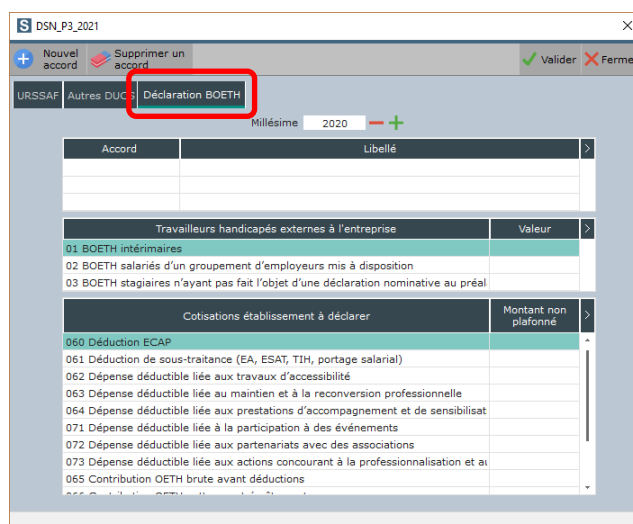 S DSN_P3_2021
Nouvel accord
Supprimer un accord
Valider
Ferme
URSSAF Autres DUCS Déclaration BOETH
Millésime 2020
Accord Libellé
Travailleurs handicapés externes à l'entreprise Valeur
01 BOETH intérimaires
02 BOETH salariés d'un groupement d'employeurs mis à disposition
03 BOETH stagiaires n'ayant pas fait l'objet d'une déclaration nominative au préal
Cotisations établissement à déclarer Montant non plafonné
060 Déduction ECAP
061 Déduction de sous-traitance (EA, ESAT, TIH, portage salarial)
062 Dépense déductible liée aux travaux d'accessibilité
063 Dépense déductible liée au maintien et à la reconversion professionnelle
064 Dépense déductible liée aux prestations d'accompagnement et de sensibilisat
071 Dépense déductible liée à la participation à des événements
072 Dépense déductible liée aux partenariats avec des associations
073 Dépense déductible liée aux actions concourant à la professionnalisation et au
065 Contribution OETH brute avant déductions